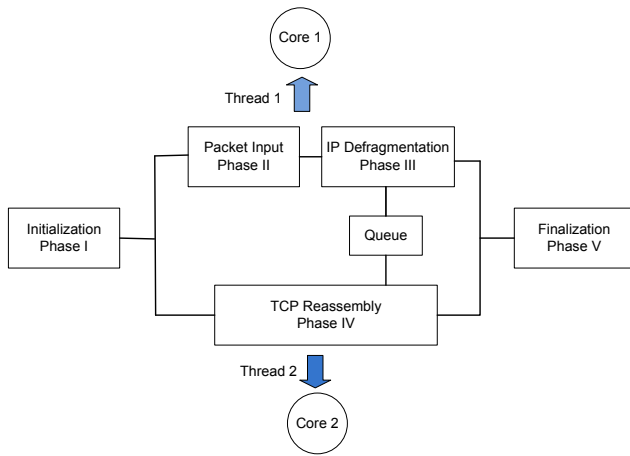 Core 1
Thread 1
Packet Input
Phase II
IP Defragmentation
Phase III
Initialization
Phase I
Queue
Finalization
Phase V
TCP Reassembly
Phase IV
Thread 2
Core 2